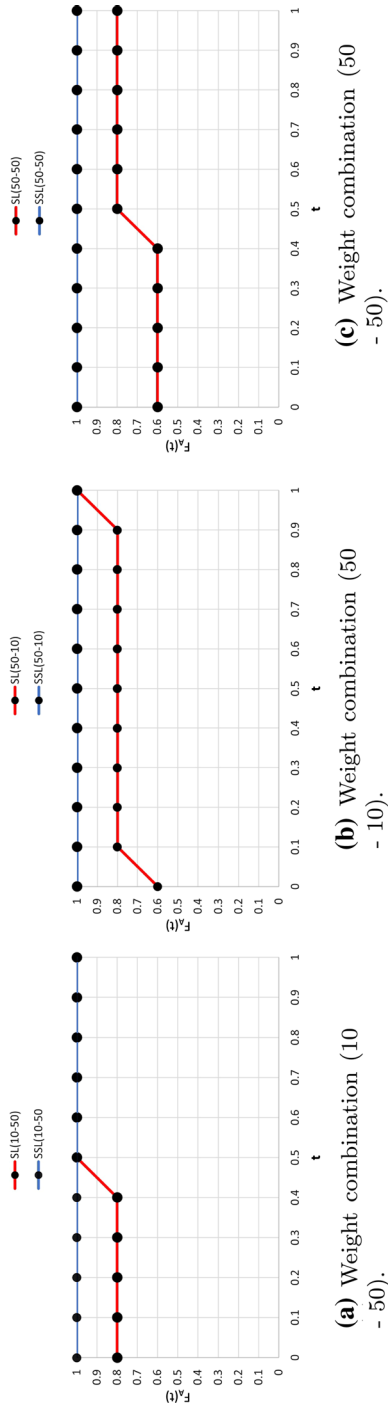 SL(10-50)
SSL(10-50
F_A(t)
1
0.9
0.8
0.7
0.6
0.5
0.4
0.3
0.2
0.1
0
0 0.1 0.2 0.3 0.4 0.5 0.6 0.7 0.8 0.9 1
t
(a) Weight combination (10
- 50).
SL(50-10)
SSL(50-10)
F_A(t)
1
0.9
0.8
0.7
0.6
0.5
0.4
0.3
0.2
0.1
0
0 0.1 0.2 0.3 0.4 0.5 0.6 0.7 0.8 0.9 1
t
(b) Weight combination (50
- 10).
SL(50-50)
SSL(50-50)
F_A(t)
1
0.9
0.8
0.7
0.6
0.5
0.4
0.3
0.2
0.1
0
0 0.1 0.2 0.3 0.4 0.5 0.6 0.7 0.8 0.9 1
t
(c) Weight combination (50
- 50).